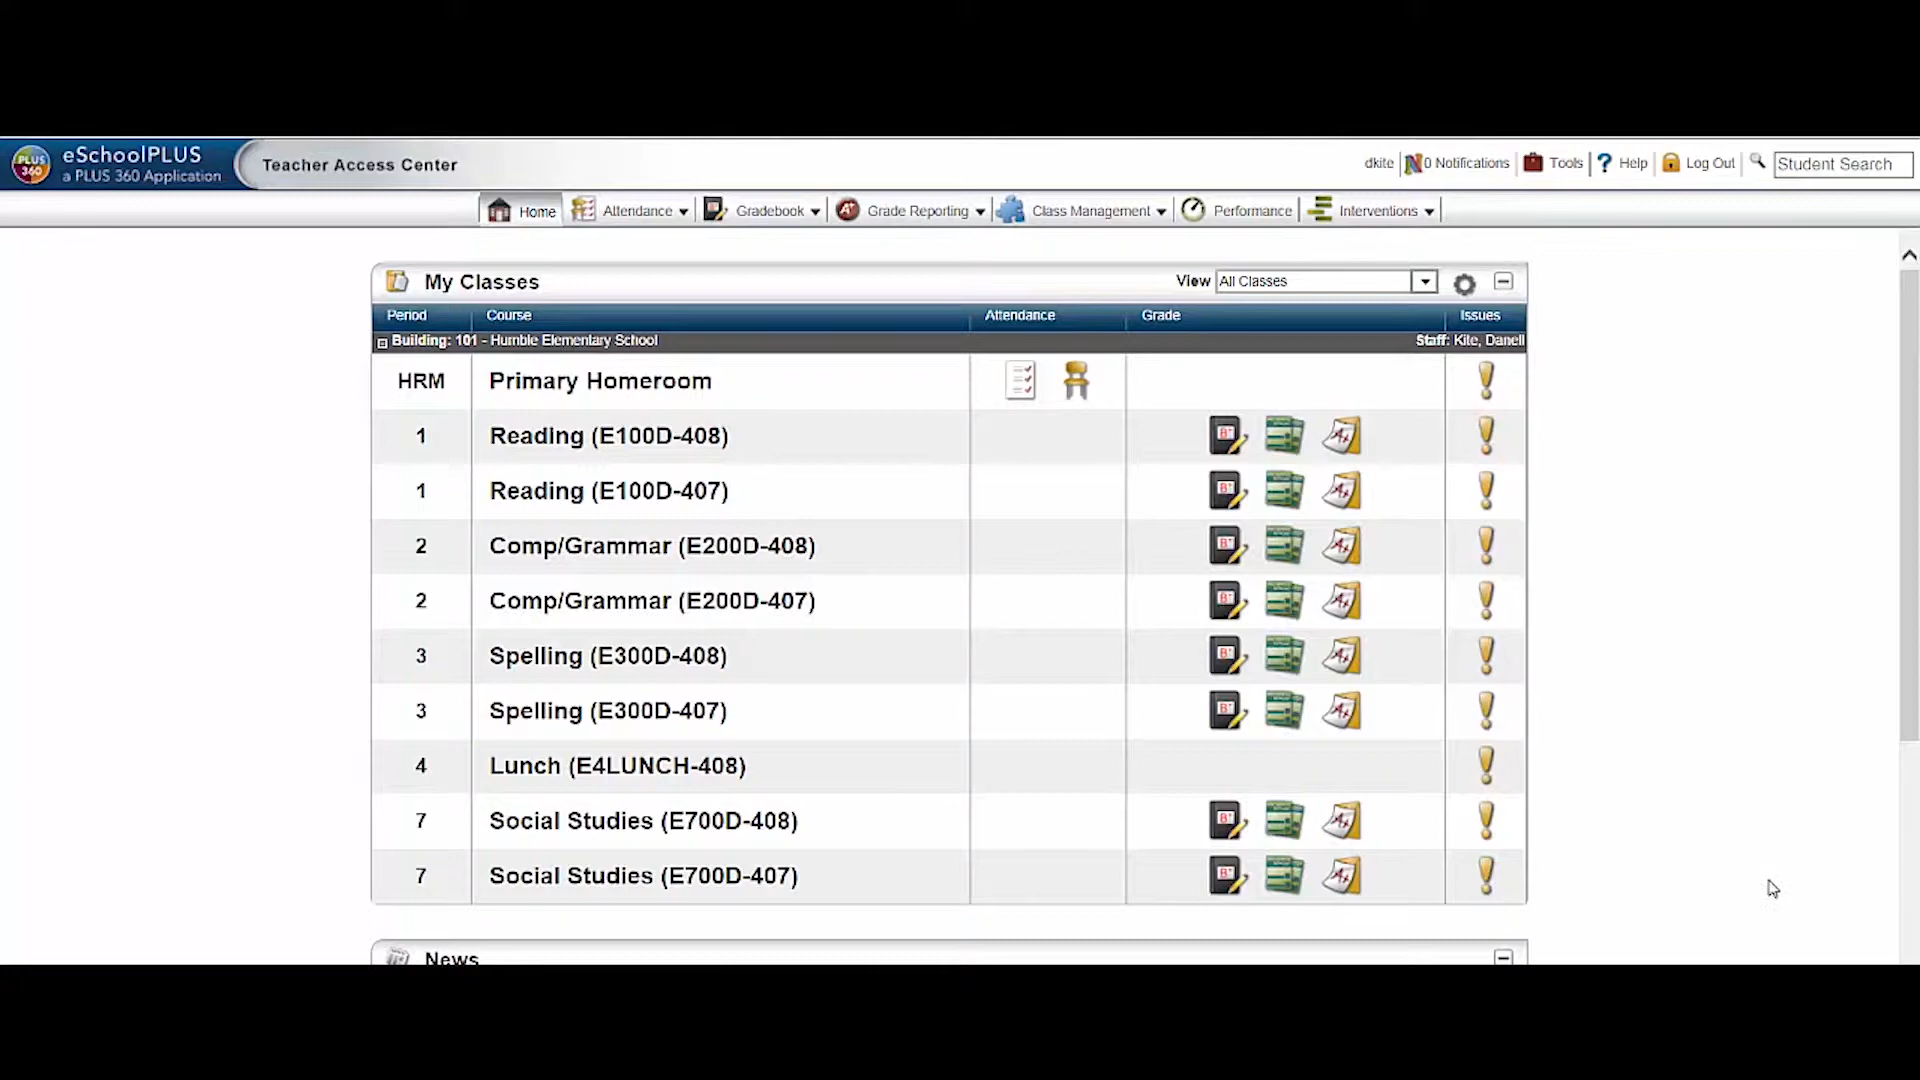 eSchoolPLUS
a PLUS 360 Application
PLUS 360
Teacher Access Center
dkite
0 Notifications
Tools
Help
Log Out
Student Search
Home
Attendance
Gradebook
Grade Reporting
Class Management
Performance
Interventions
My Classes
View All Classes
Period Course Attendance Grade Issues
Building: 101 - Humble Elementary School Staff: Kite, Danell
HRM Primary Homeroom
1 Reading (E100D-408)
1 Reading (E100D-407)
2 Comp/Grammar (E200D-408)
2 Comp/Grammar (E200D-407)
3 Spelling (E300D-408)
3 Spelling (E300D-407)
4 Lunch (E4LUNCH-408)
7 Social Studies (E700D-408)
7 Social Studies (E700D-407)
News